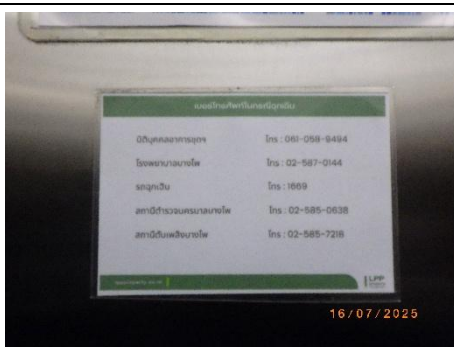 เบอร์โทรศัพท์ในกรณีฉุกเฉิน
นิติบุคคลอาคารชุดฯ โทร : 061-059-9494
โรงพยาบาลบางโพ โทร : 02-587-0144
รถฉุกเฉิน โทร : 1669
สถานีตำรวจนครบาลบางโพ โทร : 02-585-0638
สถานีดับเพลิงบางโพ โทร : 02-585-7218
LPP
16/07/2025